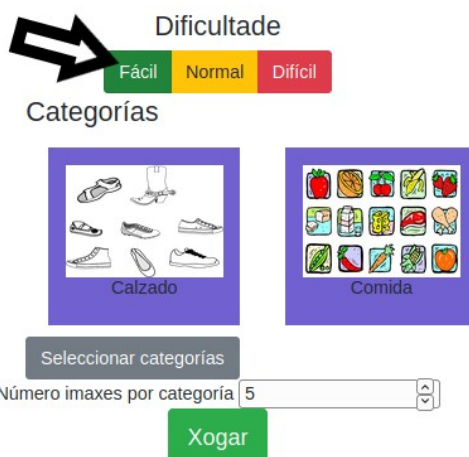 Dificultade
Fácil Normal Difícil
Categorías
Calzado Comida
Seleccionar categorías
Número imaxes por categoría 5
Xogar